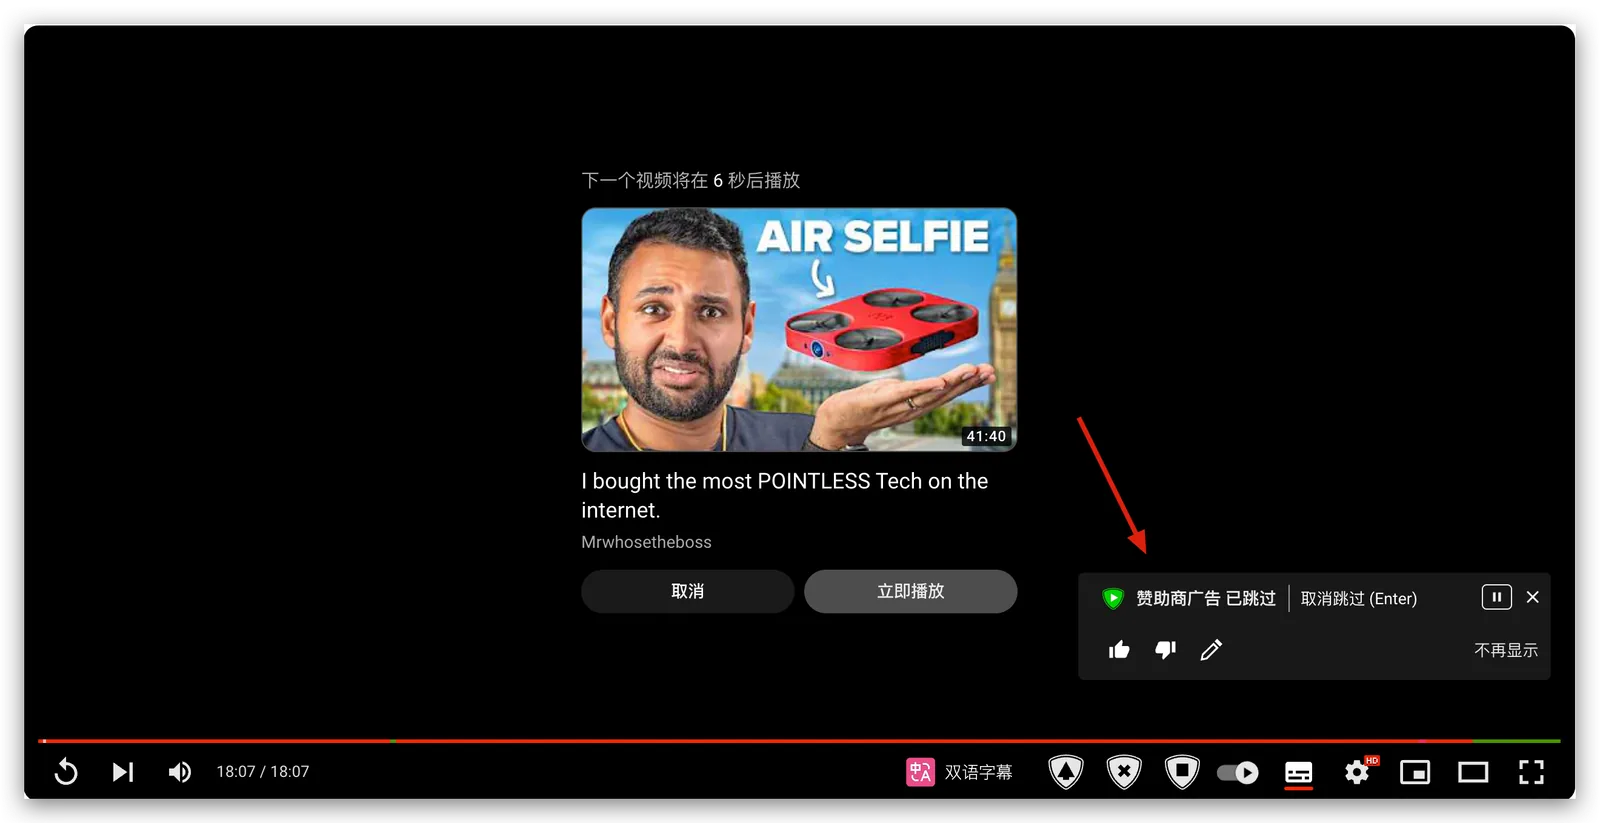 下一个视频将在 6 秒后播放
AIR SELFIE
41:40
I bought the most POINTLESS Tech on the
internet.
Mrwhosetheboss
取消
立即播放
赞助商广告 已跳过
取消跳过 (Enter)
不再显示
18:07 / 18:07
中A
双语字幕
HD